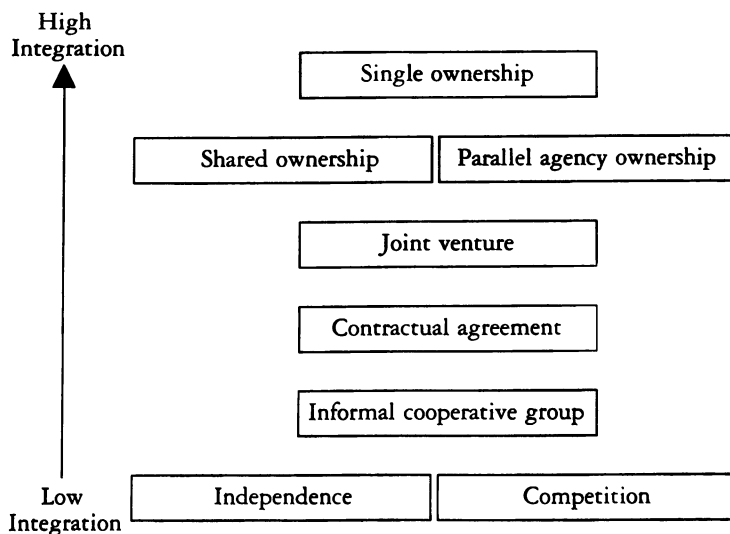 High
Integration
Single ownership
Shared ownership
Parallel agency ownership
Joint venture
Contractual agreement
Informal cooperative group
Low
Integration
Independence
Competition